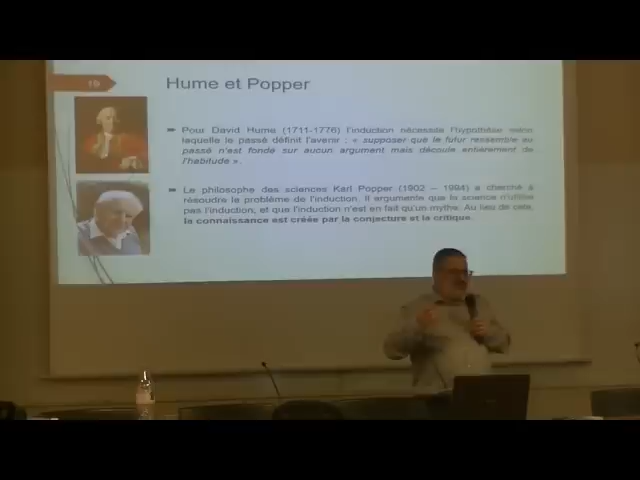 19
Hume et Popper
Pour David Hume (1711-1776) l'induction nécessite l'hypothèse selon
laquelle le passé définit l'avenir : « supposer que le futur ressemble au
passé n'est fondé sur aucun argument mais découle entièrement de
l'habitude ».
Le philosophe des sciences Karl Popper (1902 – 1994) a cherché à
résoudre le problème de l'induction. Il argumente que la science n'utilise
pas l'induction, et que l'induction n'est en fait qu'un mythe. Au lieu de cela,
la connaissance est créée par la conjecture et la critique.